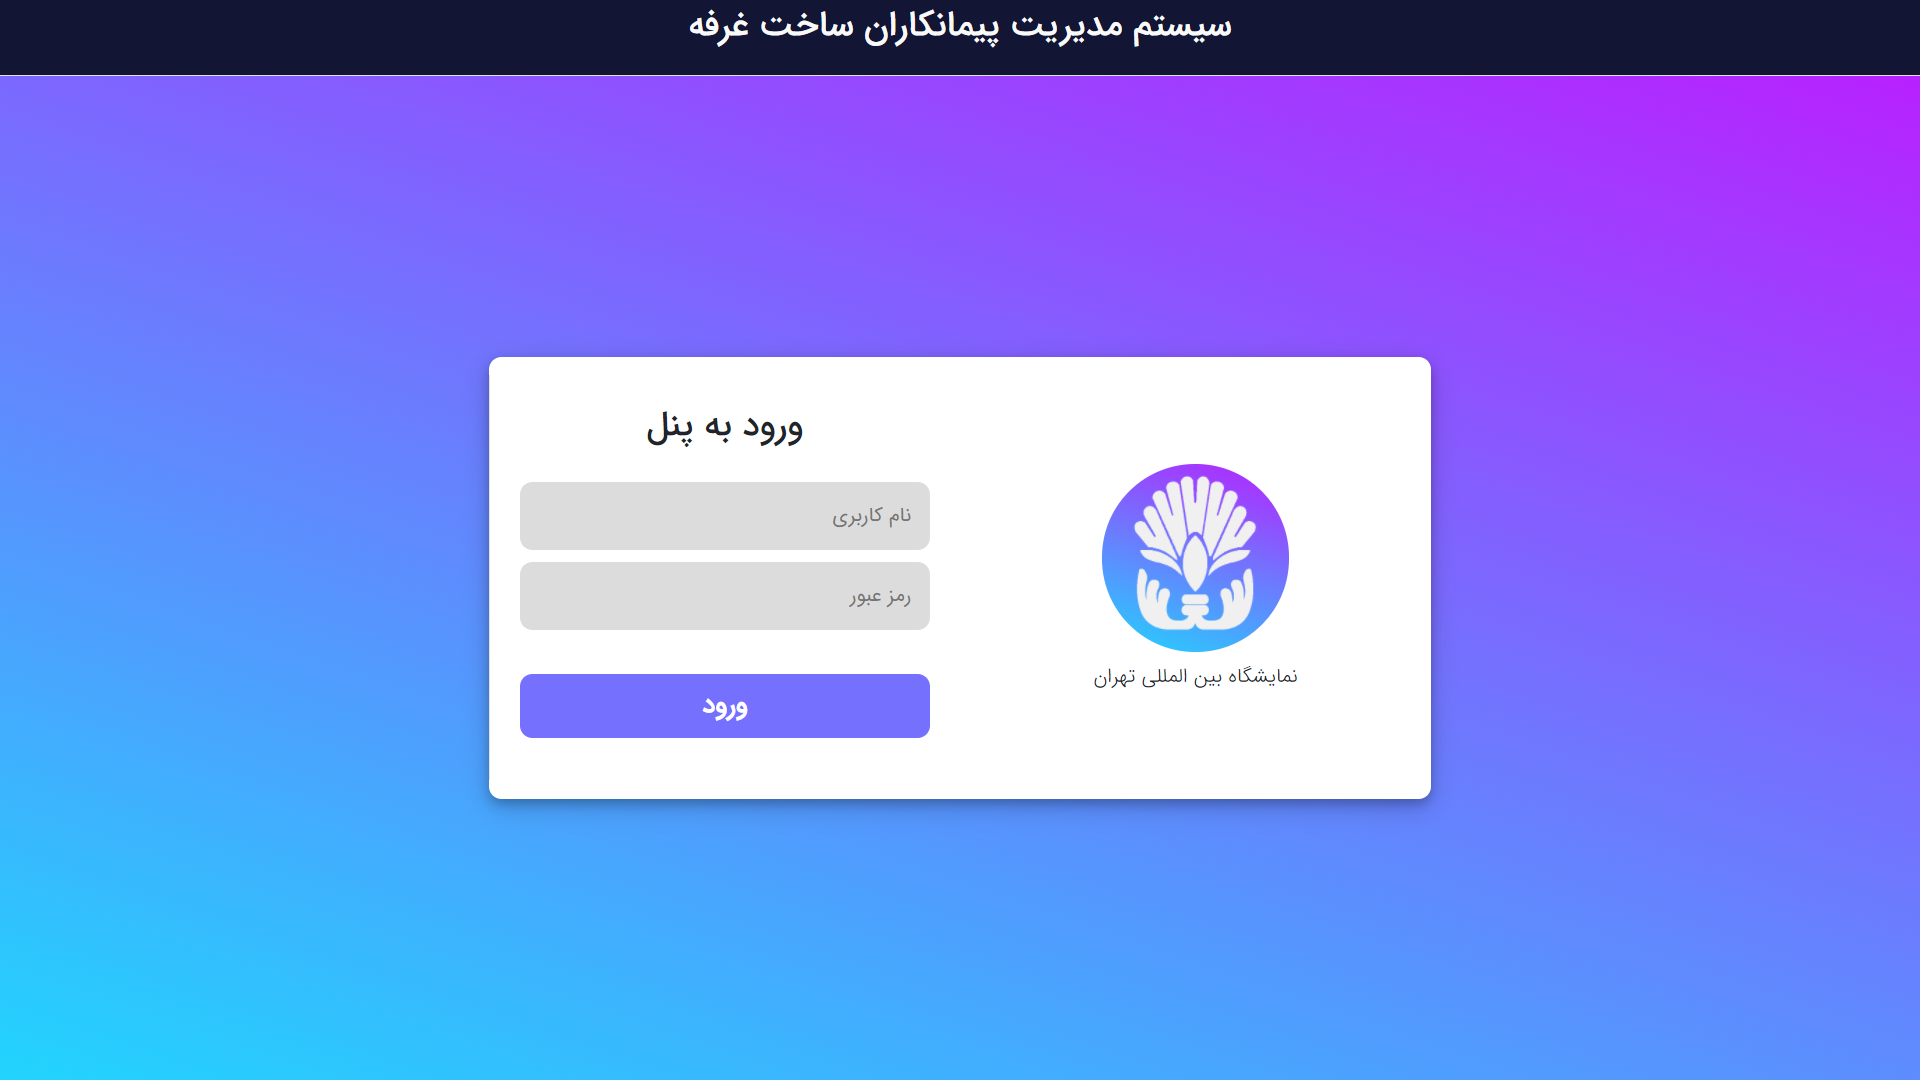 سیستم مدیریت پیمانکاران ساخت غرفه
ورود به پنل
نام کاربری
رمز عبور
ورود
نمایشگاه بین المللی تهران